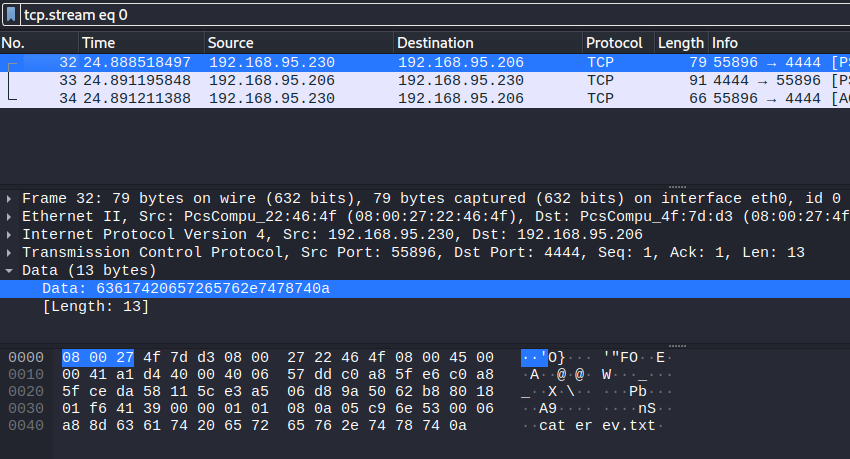 tcp.stream eq 0
No. Time Source Destination Protocol Length Info
32 24.888518497 192.168.95.230 192.168.95.206 TCP 79 55896 → 4444 [PS
33 24.891195848 192.168.95.206 192.168.95.230 TCP 91 4444 → 55896 [PS
34 24.891211388 192.168.95.230 192.168.95.206 TCP 66 55896 → 4444 [AC
Frame 32: 79 bytes on wire (632 bits), 79 bytes captured (632 bits) on interface eth0, id 0
Ethernet II, Src: PcsCompu_22:46:4f (08:00:27:22:46:4f), Dst: PcsCompu_4f:7d:d3 (08:00:27:4f
Internet Protocol Version 4, Src: 192.168.95.230, Dst: 192.168.95.206
Transmission Control Protocol, Src Port: 55896, Dst Port: 4444, Seq: 1, Ack: 1, Len: 13
Data (13 bytes)
Data: 63617420657265762e7478740a
[Length: 13]
0000 08 00 27 4f 7d d3 08 00 27 22 46 4f 08 00 45 00 ··'O}··· '"FO··E·
0010 00 41 a1 d4 40 00 40 06 57 dd c0 a8 5f e6 c0 a8 ·A··@·@· W···_···
0020 5f ce da 58 11 5c e3 a5 06 d8 9a 50 62 b8 80 18 _··X·\·· ···Pb···
0030 01 f6 41 39 00 00 01 01 08 0a 05 c9 6e 53 00 06 ··A9···· ····nS··
0040 a8 8d 63 61 74 20 65 72 65 76 2e 74 78 74 0a ··cat er ev.txt·